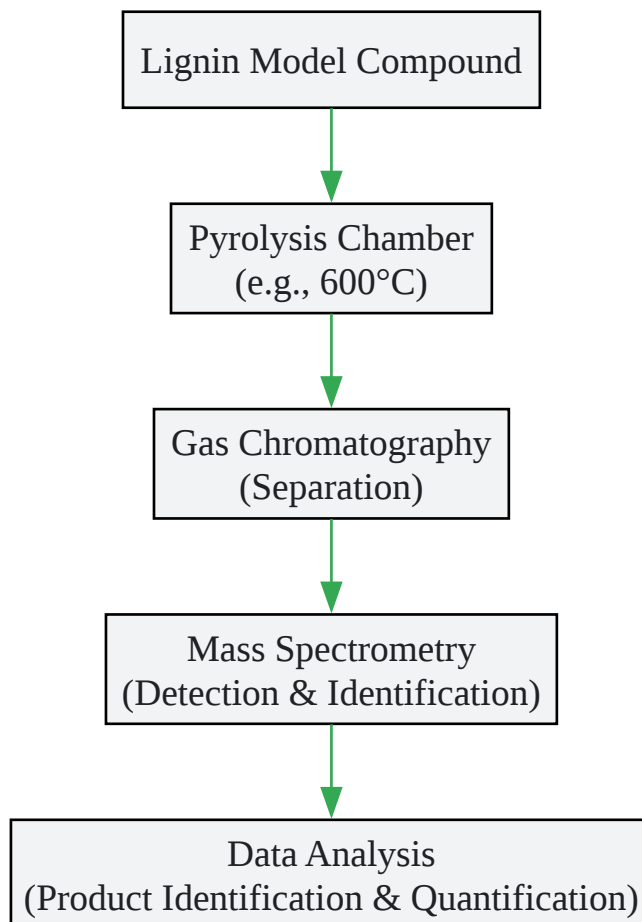 Lignin Model Compound
Pyrolysis Chamber
(e.g., 600°C)
Gas Chromatography
(Separation)
Mass Spectrometry
(Detection & Identification)
Data Analysis
(Product Identification & Quantification)